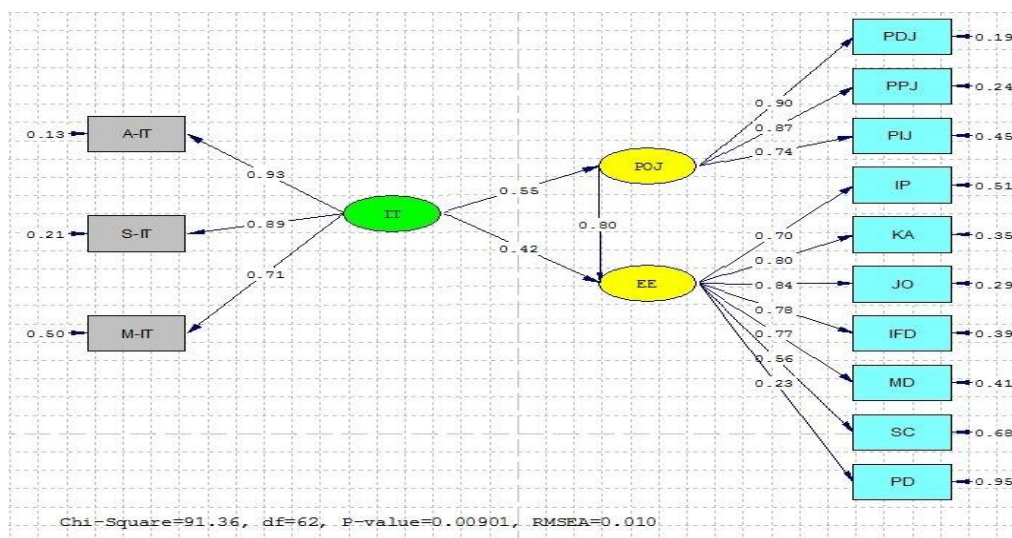 PDJ
0.19
PPJ
0.24
PIJ
0.45
IP
0.51
KA
0.35
JO
0.29
IFD
0.39
MD
0.41
SC
0.68
PD
0.95
0.90
0.87
0.74
0.70
0.80
0.84
0.78
0.77
0.56
0.23
POJ
0.80
EE
0.55
0.42
IT
0.93
0.89
0.71
0.13
A-IT
0.21
S-IT
0.50
M-IT
Chi-Square=91.36, df=62, P-value=0.00901, RMSEA=0.010